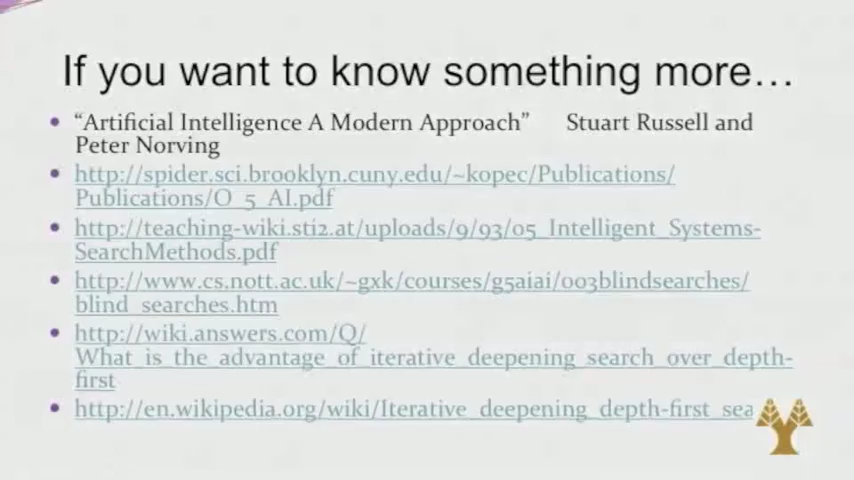 If you want to know something more…
• “Artificial Intelligence A Modern Approach” Stuart Russell and
Peter Norving
• http://spider.sci.brooklyn.cuny.edu/~kopec/Publications/
Publications/O_5_AI.pdf
• http://teaching-wiki.sti2.at/uploads/9/93/05_Intelligent_Systems-
SearchMethods.pdf
• http://www.cs.nott.ac.uk/~gxk/courses/g5aiai/003blindsearches/
blind_searches.htm
• http://wiki.answers.com/Q/
What_is_the_advantage_of_iterative_deepening_search_over_depth-
first
• http://en.wikipedia.org/wiki/Iterative_deepening_depth-first_sea